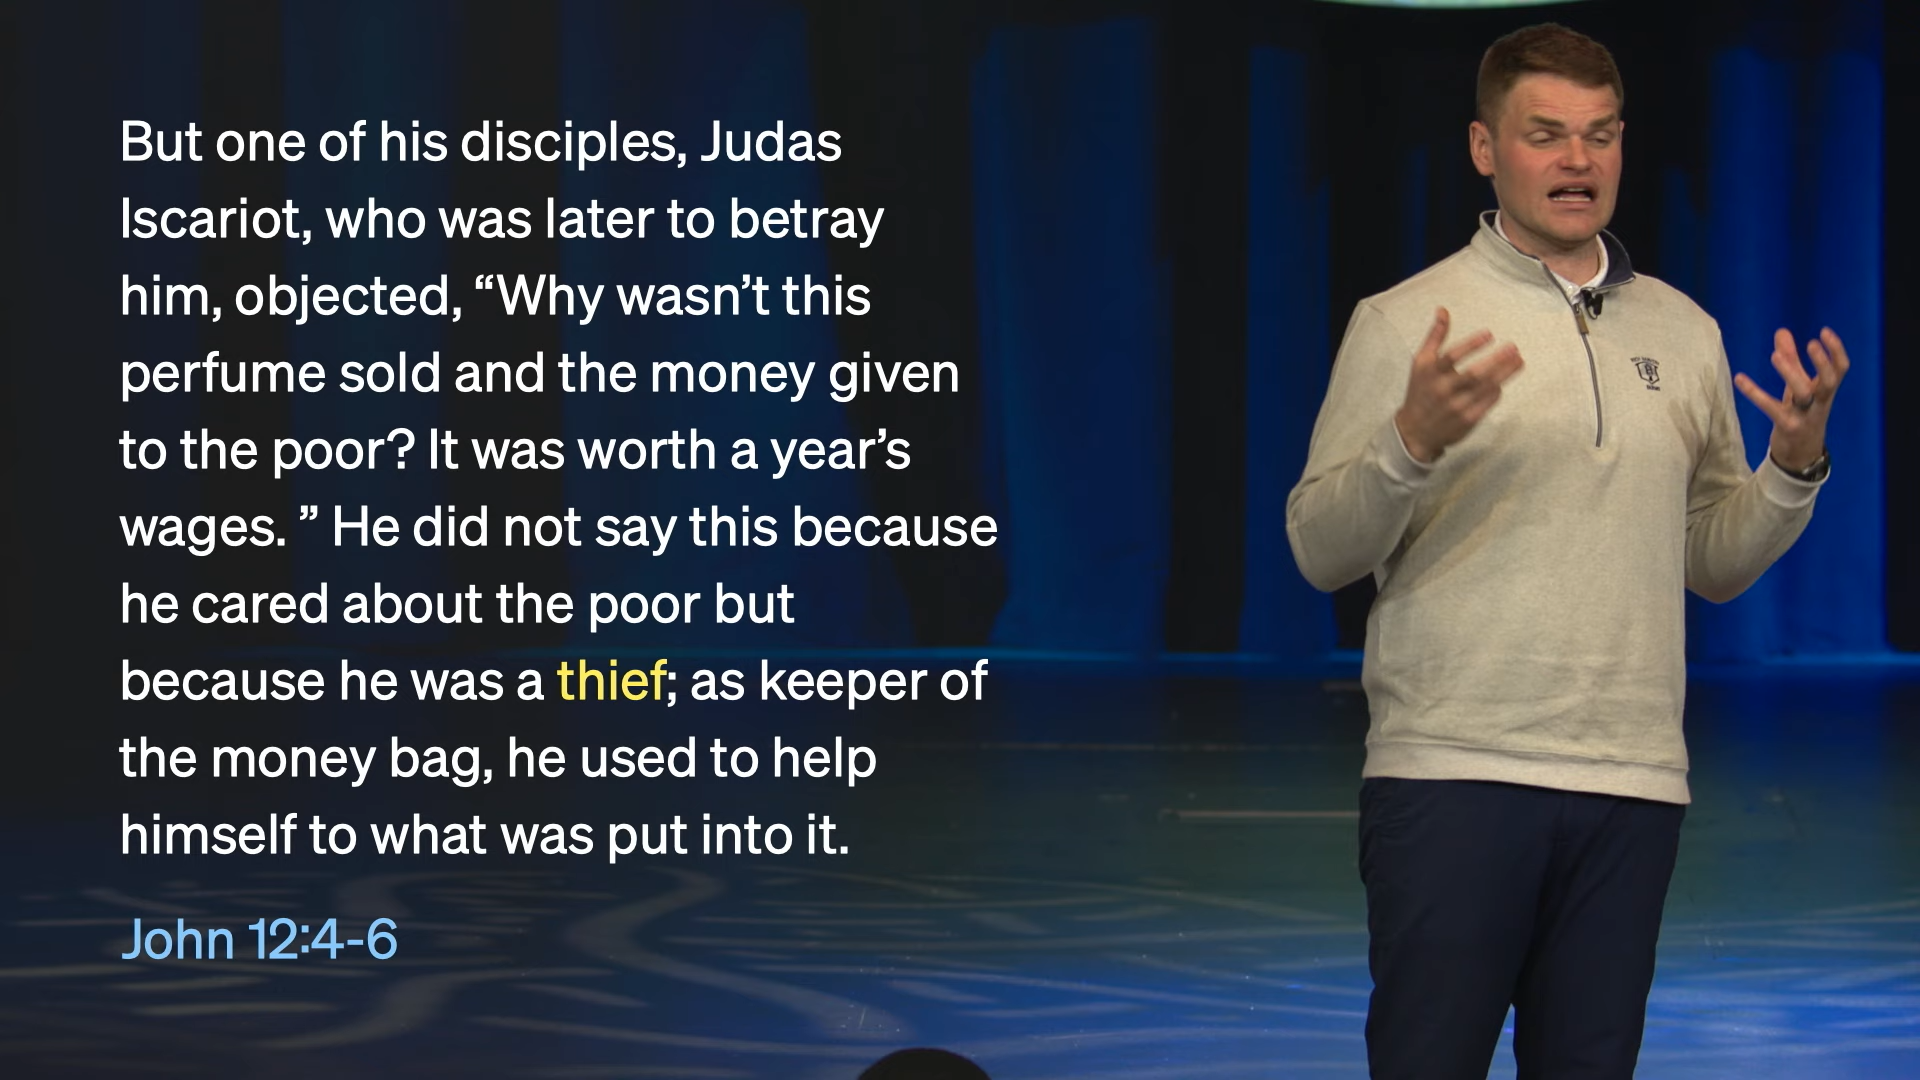 But one of his disciples, Judas
Iscariot, who was later to betray
him, objected, “Why wasn’t this
perfume sold and the money given
to the poor? It was worth a year’s
wages. ” He did not say this because
he cared about the poor but
because he was a thief; as keeper of
the money bag, he used to help
himself to what was put into it.
John 12:4-6